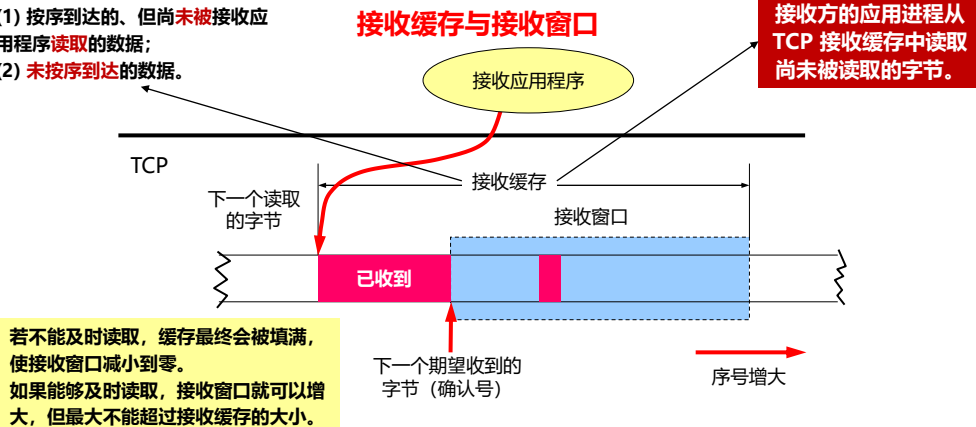 (1) 按序到达的、但尚未被接收应
用程序读取的数据；
(2) 未按序到达的数据。
接收缓存与接收窗口
接收方的应用进程从
TCP 接收缓存中读取
尚未被读取的字节。
接收应用程序
TCP
接收缓存
下一个读取
的字节
接收窗口
已收到
若不能及时读取，缓存最终会被填满，
使接收窗口减小到零。
如果能够及时读取，接收窗口就可以增
大，但最大不能超过接收缓存的大小。
下一个期望收到的
字节（确认号）
序号增大